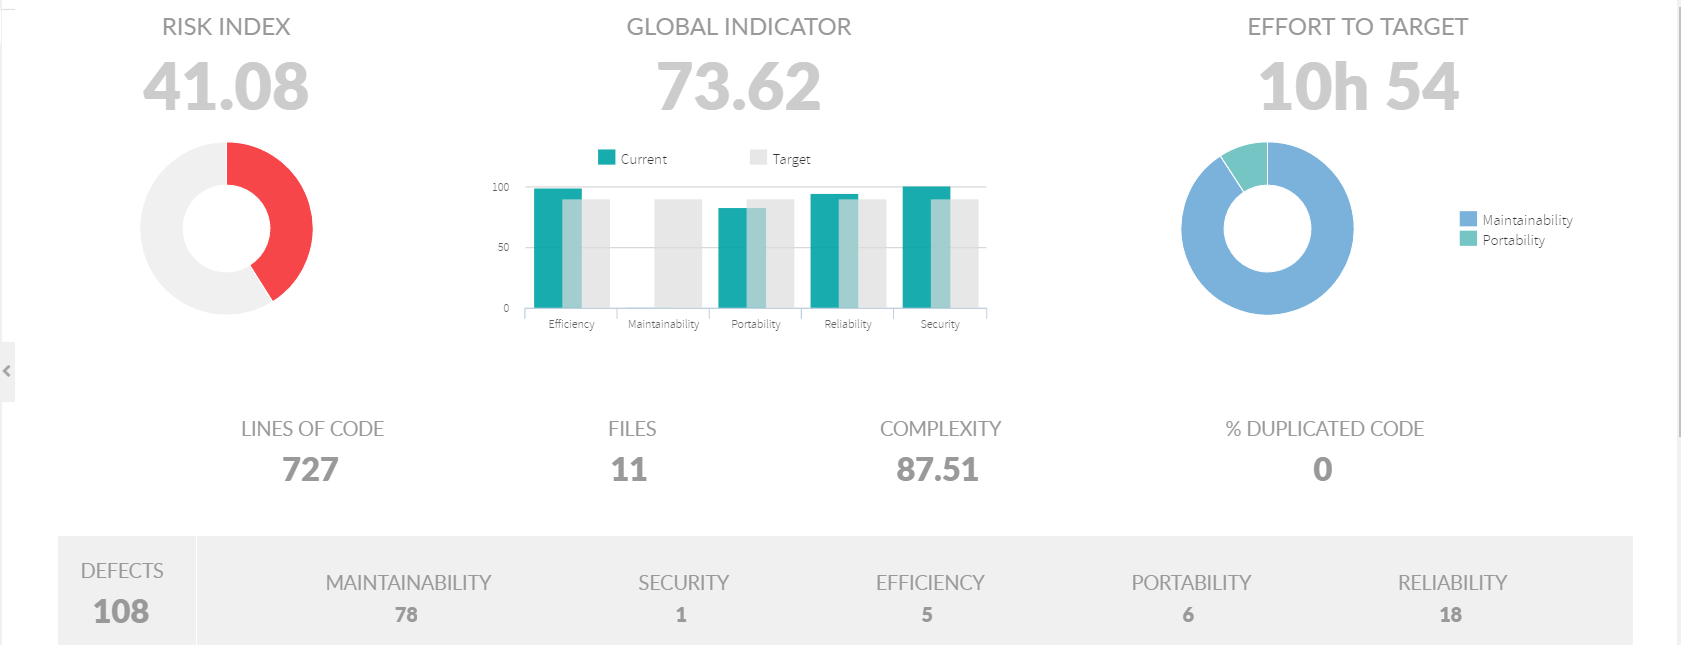 RISK INDEX
41.08
GLOBAL INDICATOR
73.62
Current
Target
100
50
0
Efficiency
Maintainability
Portability
Reliability
Security
EFFORT TO TARGET
10h 54
Maintainability
Portability
LINES OF CODE
727
FILES
11
COMPLEXITY
87.51
% DUPLICATED CODE
0
DEFECTS
108
MAINTAINABILITY
78
SECURITY
1
EFFICIENCY
5
PORTABILITY
6
RELIABILITY
18